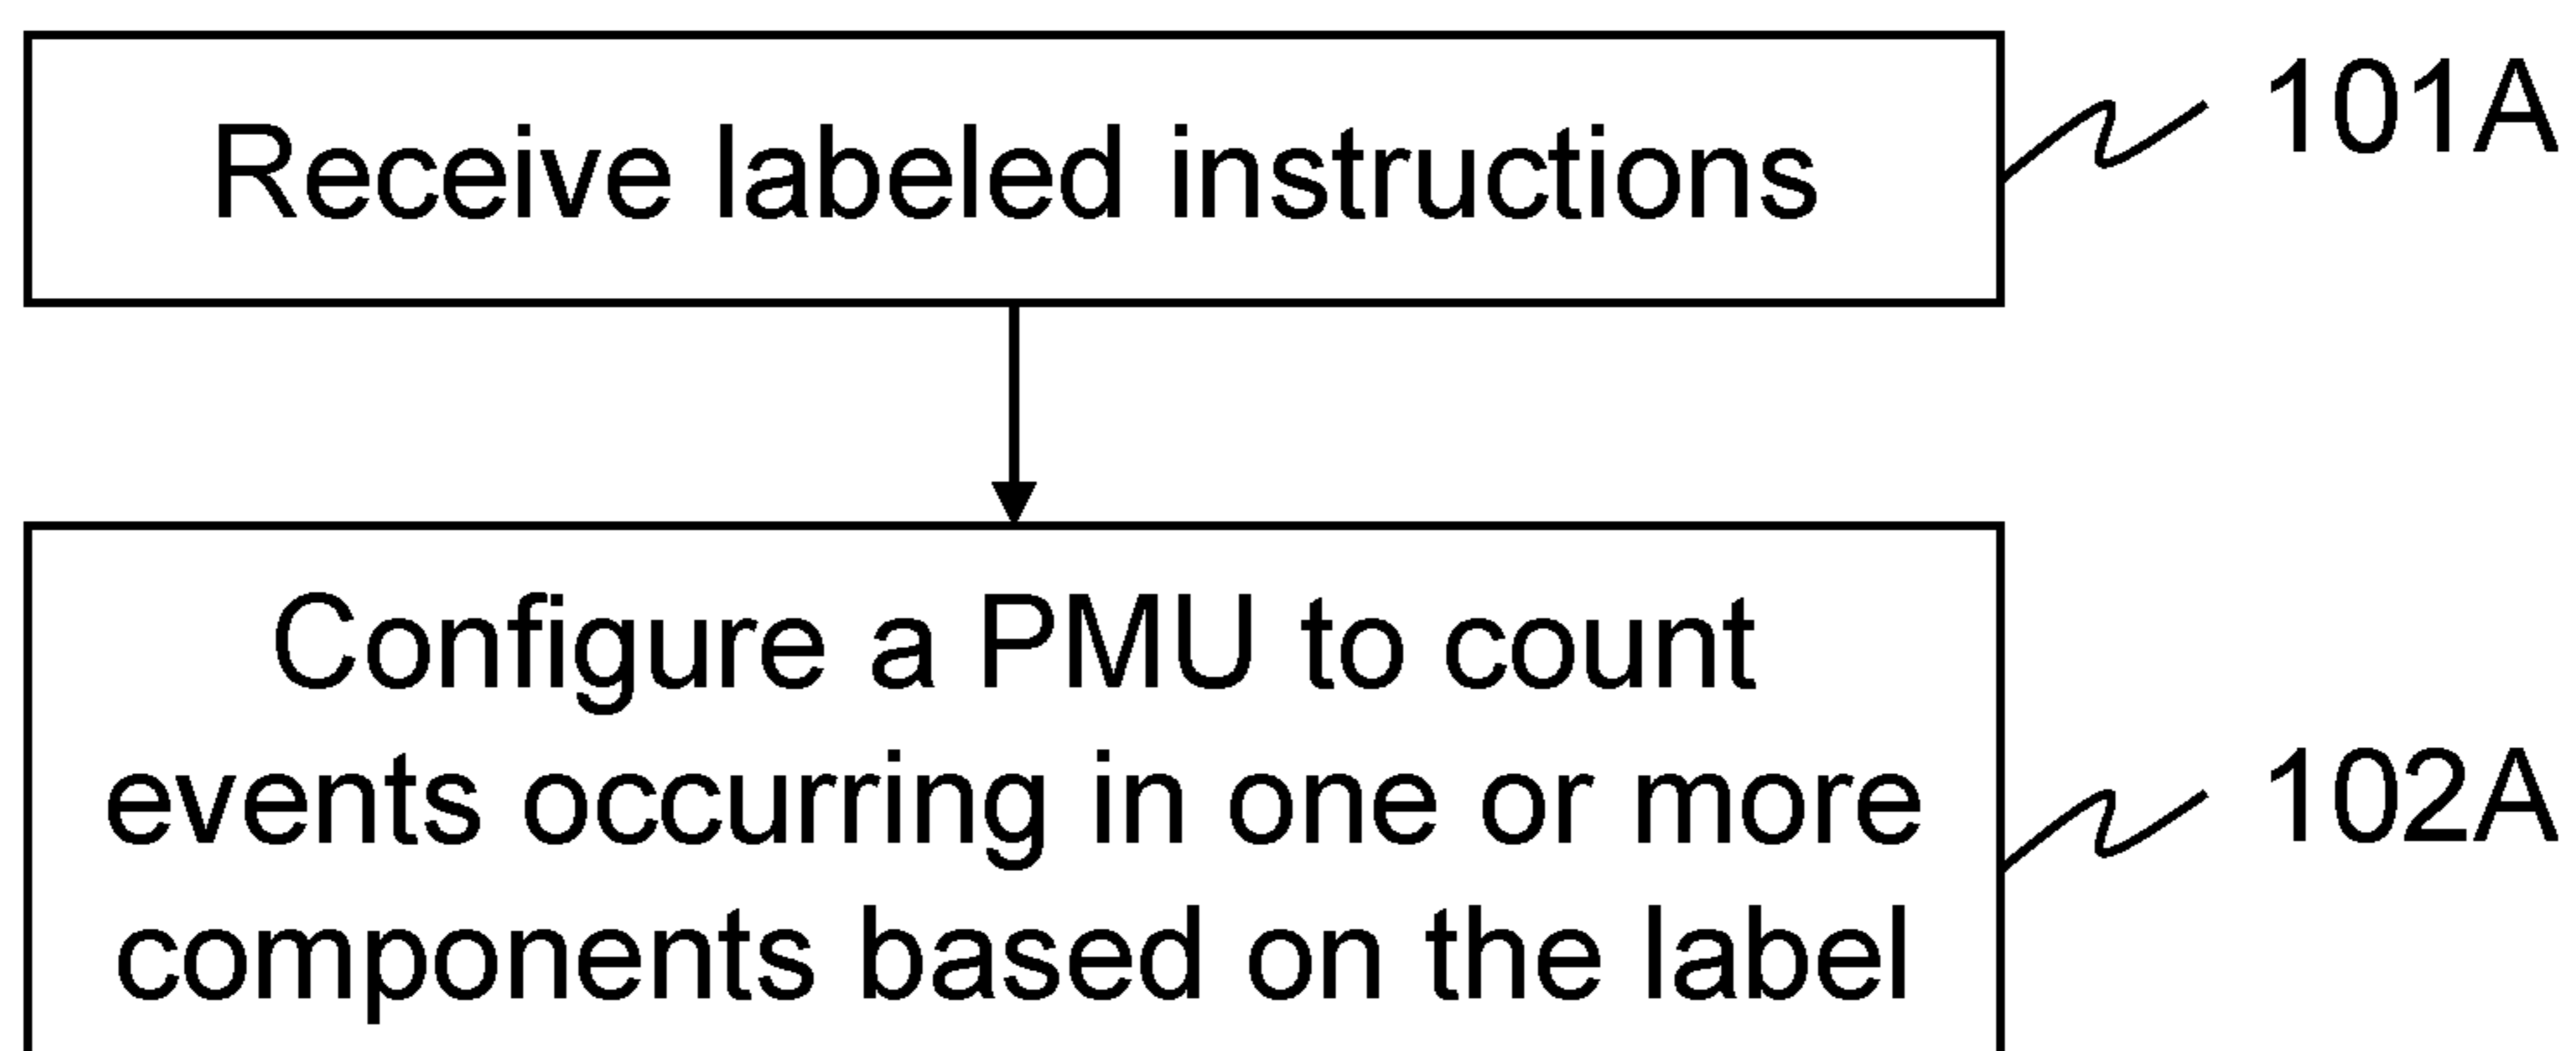 Receive labeled instructions
101A
Configure a PMU to count
events occurring in one or more
components based on the label
102A